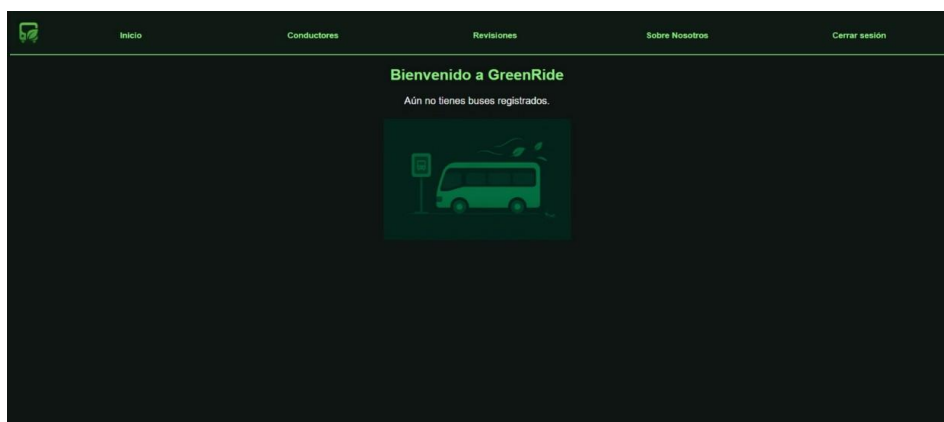 Inicio
Conductores
Revisiones
Sobre Nosotros
Cerrar sesión
Bienvenido a GreenRide
Aún no tienes buses registrados.